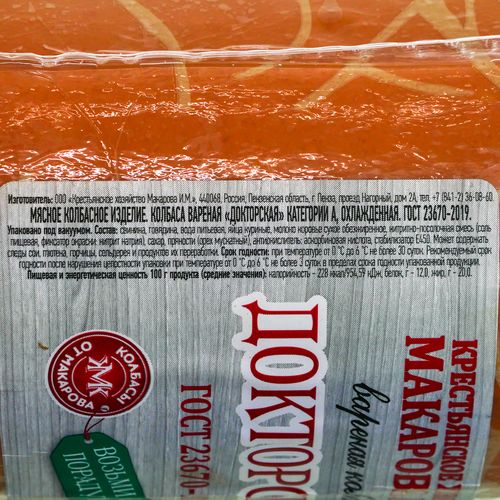 Изготовитель: ООО «Крестьянское хозяйство Макарова И.М.», 440068, Россия, Пензенская область, г. Пенза, проезд Нагорный, дом 2А, тел. +7 (841-2) 36-08-60.
МЯСНОЕ КОЛБАСНОЕ ИЗДЕЛИЕ. КОЛБАСА ВАРЕНАЯ «ДОКТОРСКАЯ» КАТЕГОРИИ А, ОХЛАЖДЕННАЯ. ГОСТ 23670-2019.
Упаковано под вакуумом. Состав: свинина, говядина, вода питьевая, яйца куриные, молоко коровье сухое обезжиренное, нитритно-посолочная смесь (соль
пищевая, фиксатор окраски: нитрит натрия), сахар, пряности (орех мускатный), антиокислитель: аскорбиновая кислота, стабилизатор Е450. Может содержать
следы сои, глютена, горчицы, сельдерея и продуктов их переработки. Срок годности: при температуре от 0 °С до 6 °С не более 30 суток. Рекомендуемый срок
годности после нарушения целостности упаковки при температуре от 0 °С до 6 °С не более 3 суток в пределах срока годности упакованной продукции.
Пищевая и энергетическая ценность 100 г продукта (средние значения): калорийность - 228 ккал/954,59 кДж, белок, г - 12,0, жир, г - 20,0.
КРЕСТЬЯНСКОЕ
МАКАРОВ
вареная
ДОКТОРС
ГОСТ 23670-
КОЛБАСЫ
КМК
ОТ МАКАРОВА
ВОЗЬМИ